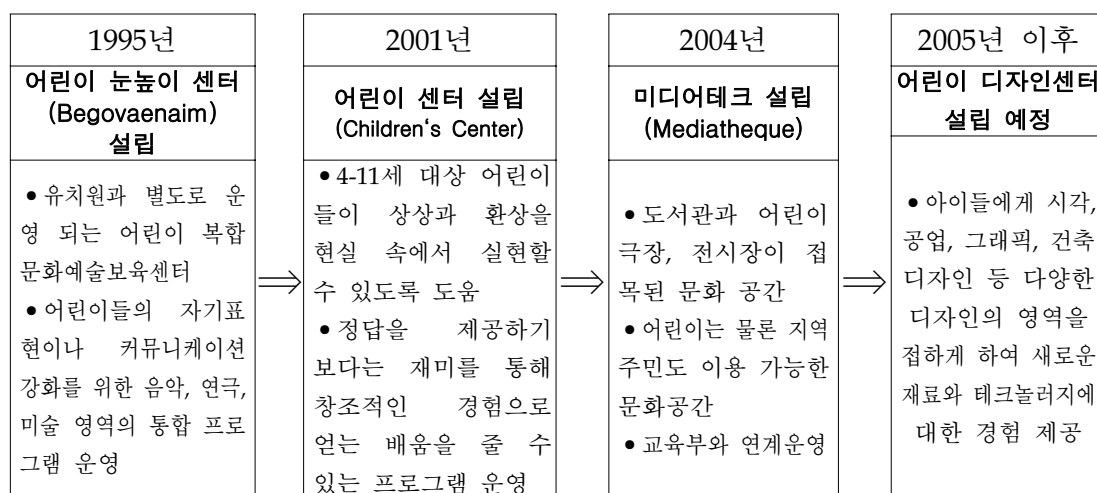 1995년
어린이 눈높이 센터
(Begovaenaim)
설립
• 유치원과 별도로 운
영 되는 어린이 복합
문화예술보육센터
• 어린이들의 자기표
현이나 커뮤니케이션
강화를 위한 음악, 연극,
미술 영역의 통합 프로
그램 운영
⇒
2001년
어린이 센터 설립
(Children's Center)
• 4-11세 대상 어린이
들이 상상과 환상을
현실 속에서 실현할
수 있도록 도움
• 정답을 제공하기
보다는 재미를 통해
창조적인 경험으로
얻는 배움을 줄 수
있는 프로그램 운영
⇒
2004년
미디어테크 설립
(Mediatheque)
• 도서관과 어린이
극장, 전시장이 접
목된 문화 공간
• 어린이는 물론 지역
주민도 이용 가능한
문화공간
• 교육부와 연계운영
⇒
2005년 이후
어린이 디자인센터
설립 예정
• 아이들에게 시각,
공업, 그래픽, 건축
디자인 등 다양한
디자인의 영역을
접하게 하여 새로운
재료와 테크놀러지에
대한 경험 제공